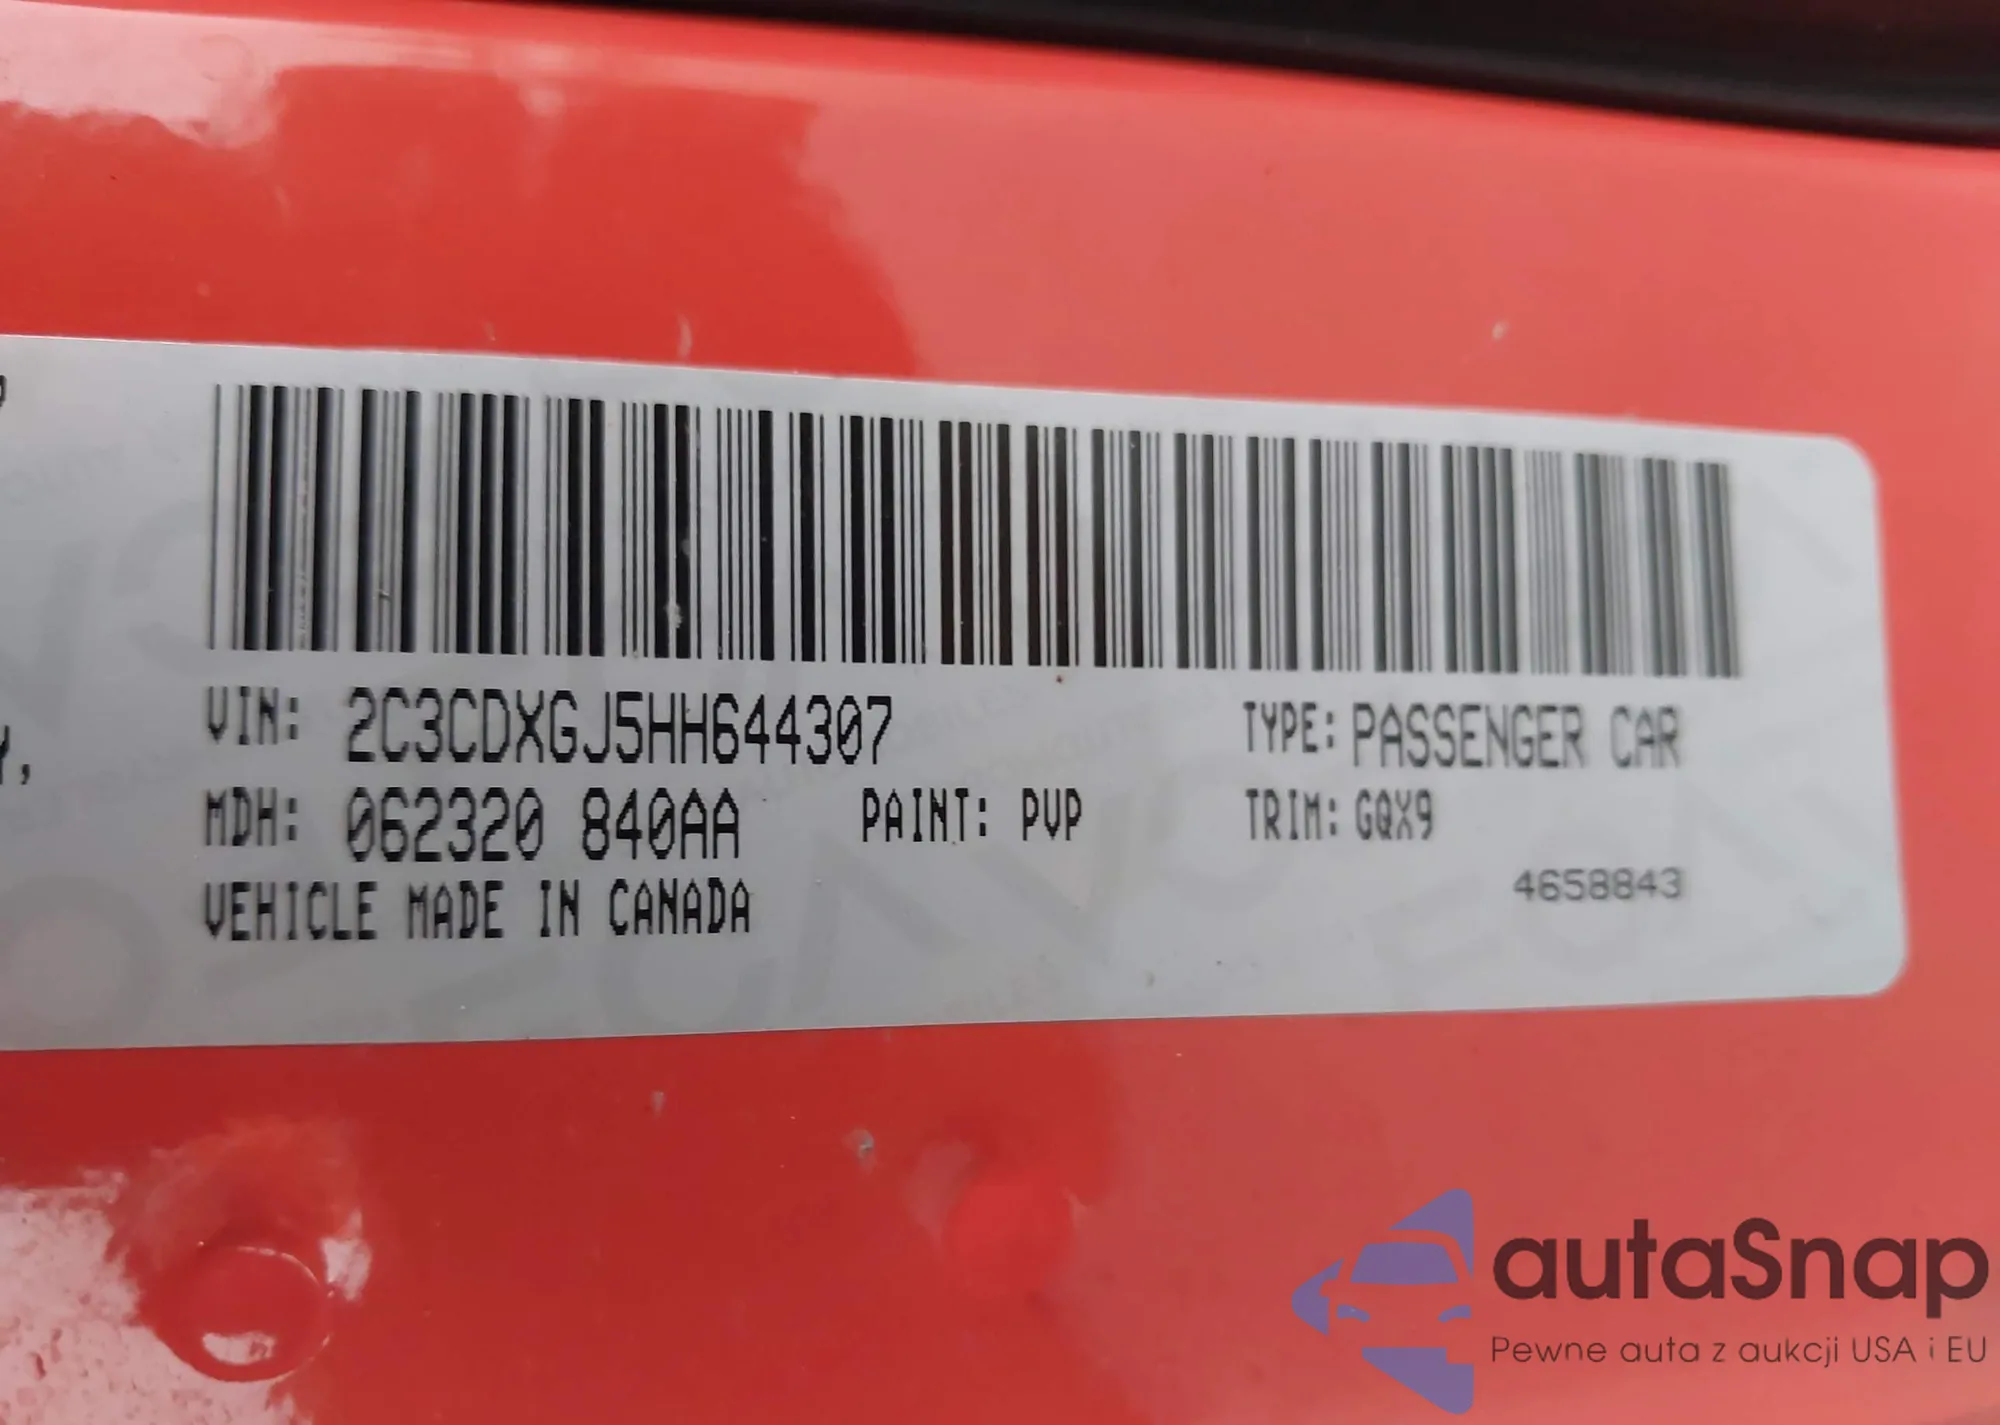 VIN: 2C3CDXGJ5HH644307
TYPE: PASSENGER CAR
MDH: 062320 840AA
PAINT: PVP
TRIM: GQX9
VEHICLE MADE IN CANADA
4658843
autaSnap
Pewne auta z aukcji USA i EU